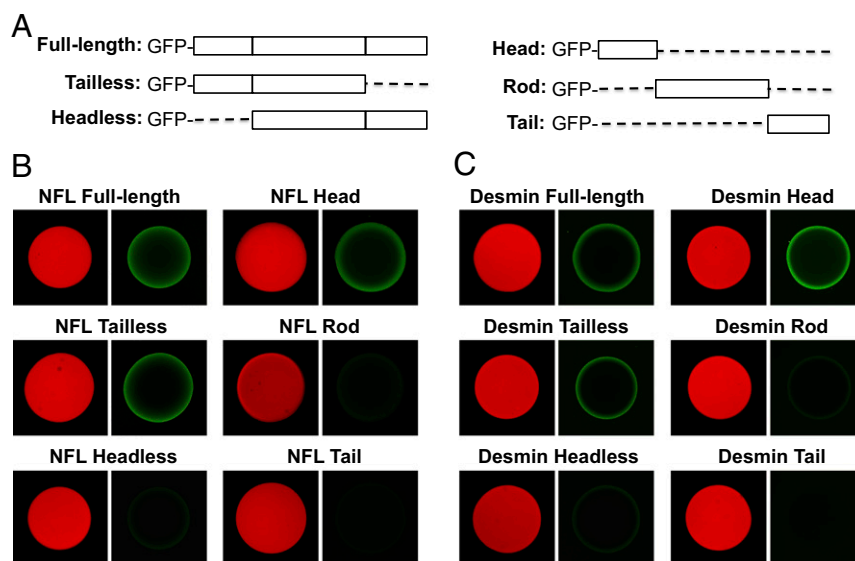 A
Full-length: GFP-
Tailless: GFP-
Headless: GFP-
Head: GFP-
Rod: GFP-
Tail: GFP-
B
NFL Full-length
NFL Head
NFL Tailless
NFL Rod
NFL Headless
NFL Tail
C
Desmin Full-length
Desmin Head
Desmin Tailless
Desmin Rod
Desmin Headless
Desmin Tail